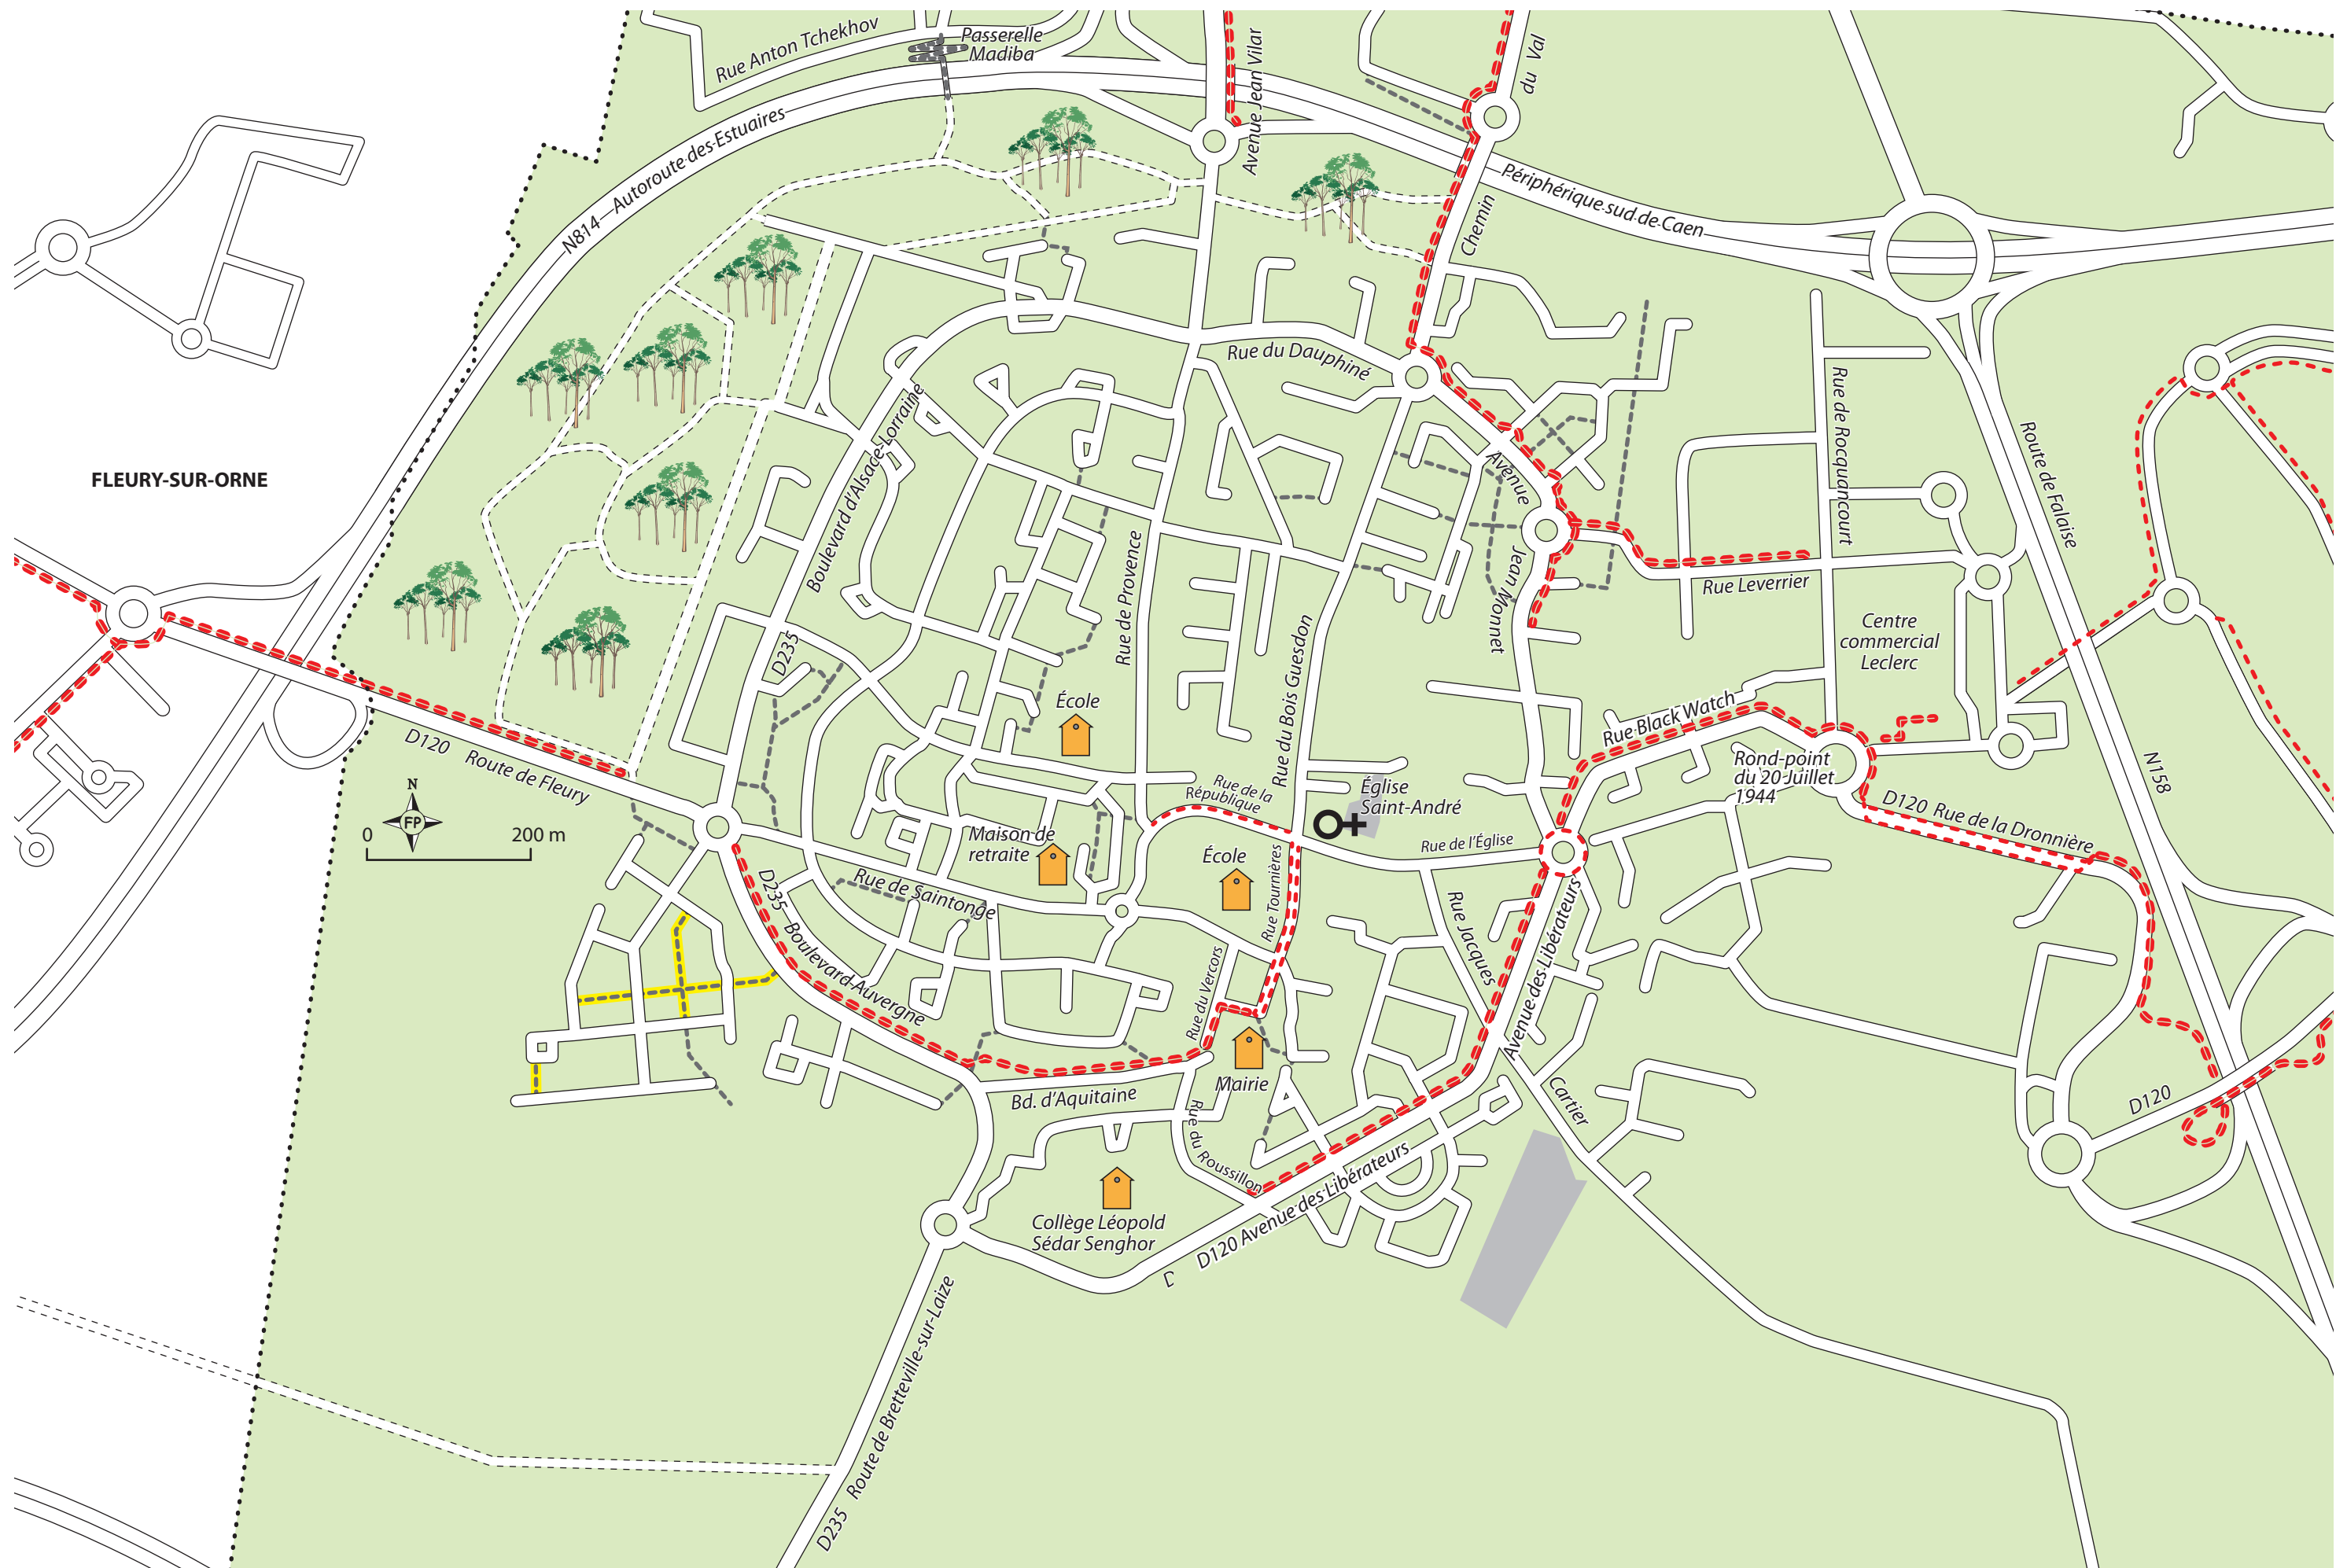 Rue Anton Tchekhov
Passerelle
Madiba
Avenue Jean Vilar
du Val
N814
Autoroute des Estuaires
Périphérique sud de Caen
Chemin
Rue du Dauphiné
Rue de Rocquancourt
Route de Falaise
FLEURY-SUR-ORNE
Boulevard d'Alsace-Lorraine
Avenue
Jean Monnet
Rue de Provence
Rue Leverrier
D235
Rue du Bois Guesdon
Centre
commercial
Leclerc
École
Rue Black Watch
D120 Route de Fleury
N
FP
0 200 m
Rue de la
République
Église
Saint-André
Rond-point
du 20 Juillet
1944
N158
D120 Rue de la Dronnière
Maison de
retraite
École
Rue de l'Église
Rue de Saintonge
Rue Tournières
Rue Jacques
D235 Boulevard Auvergne
Rue du Vercors
Avenue des Libérateurs
Mairie
Bd. d'Aquitaine
Cartier
D120
Rue du Roussillon
Collège Léopold
Sédar Senghor
D120 Avenue des Libérateurs
D
D235 Route de Bretteville-sur-Laize